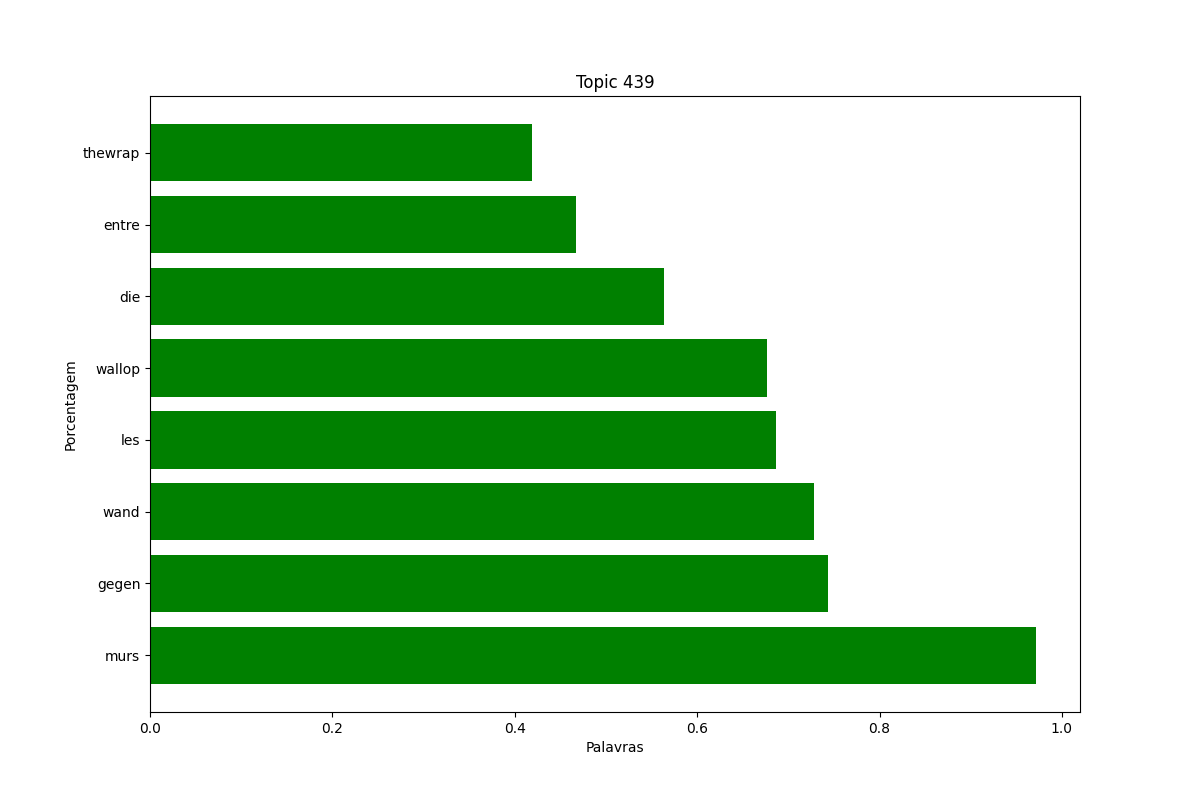 Topic 439
thewrap
entre
die
wallop
les
wand
gegen
murs
Porcentagem
0.0 0.2 0.4 0.6 0.8 1.0
Palavras